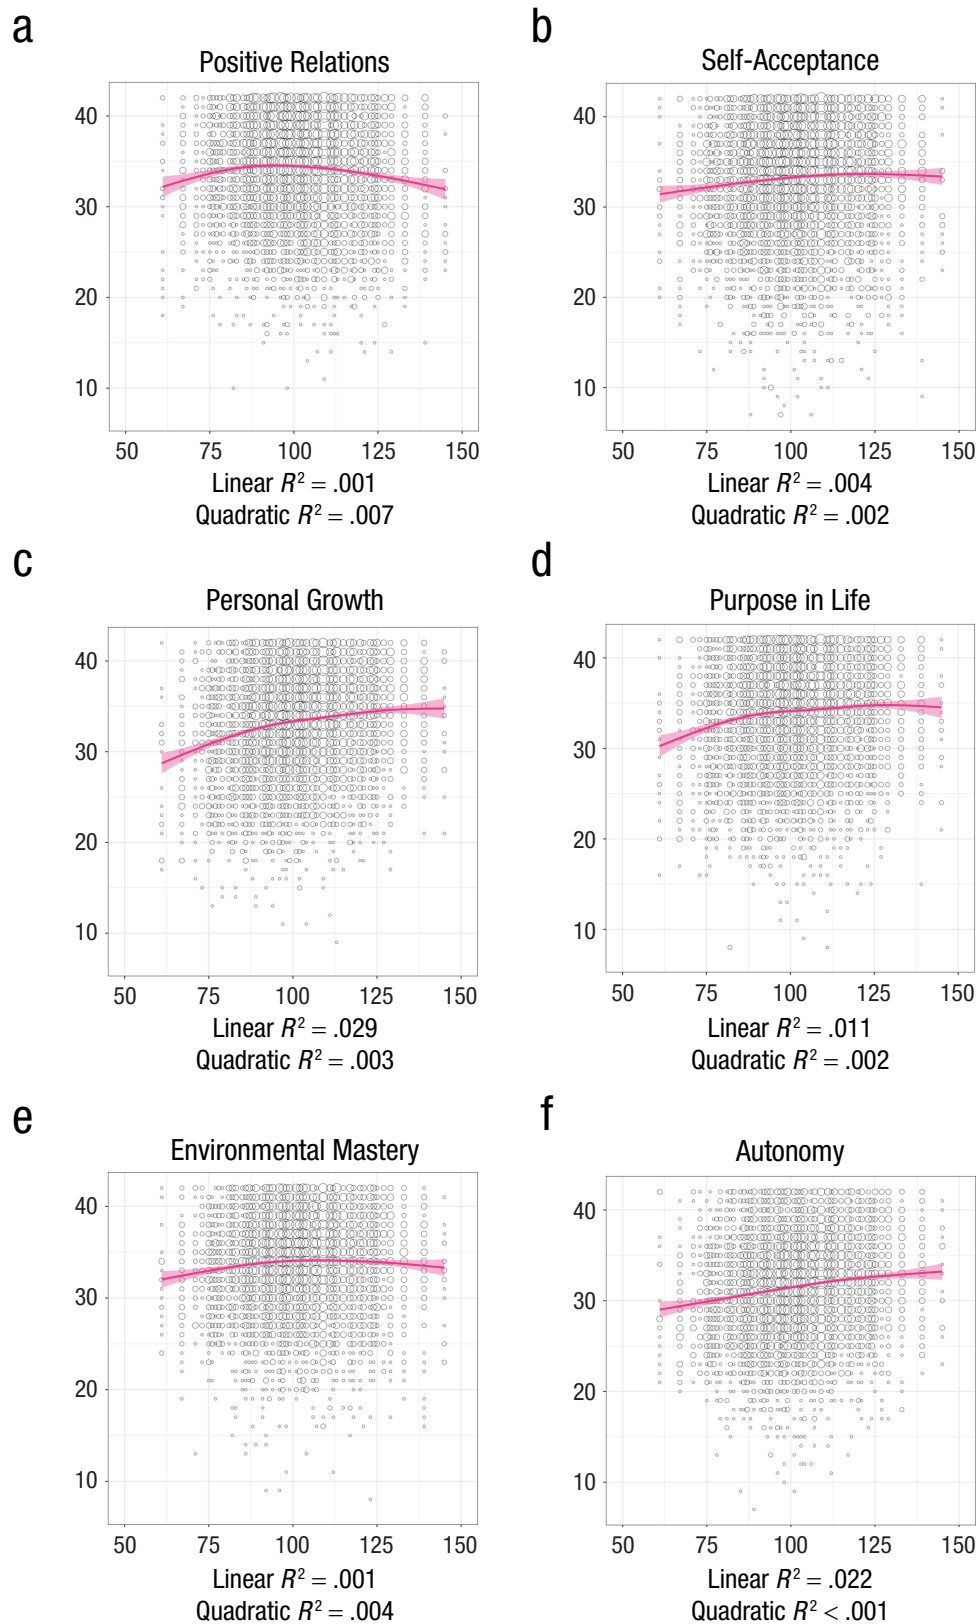 a
Positive Relations
40
30
20
10
50 75 100 125 150
Linear R² = .001
Quadratic R² = .007
b
Self-Acceptance
40
30
20
10
50 75 100 125 150
Linear R² = .004
Quadratic R² = .002
c
Personal Growth
40
30
20
10
50 75 100 125 150
Linear R² = .029
Quadratic R² = .003
d
Purpose in Life
40
30
20
10
50 75 100 125 150
Linear R² = .011
Quadratic R² = .002
e
Environmental Mastery
40
30
20
10
50 75 100 125 150
Linear R² = .001
Quadratic R² = .004
f
Autonomy
40
30
20
10
50 75 100 125 150
Linear R² = .022
Quadratic R² < .001